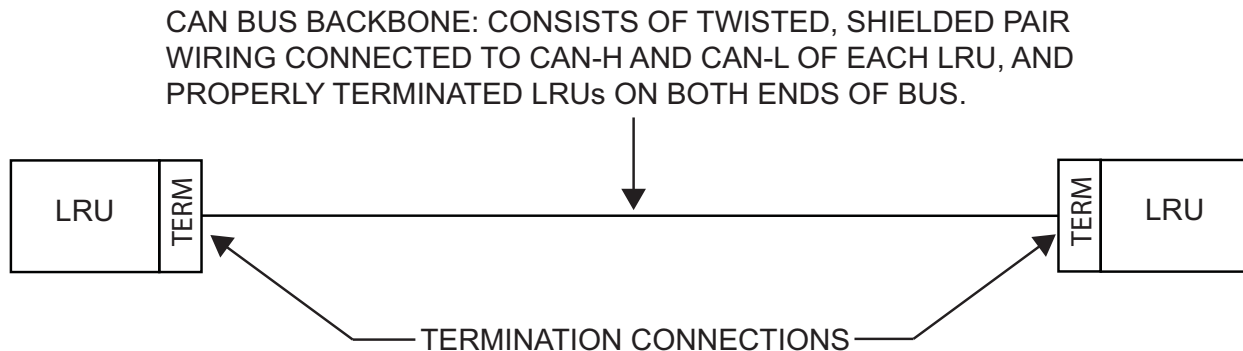 CAN BUS BACKBONE: CONSISTS OF TWISTED, SHIELDED PAIR
WIRING CONNECTED TO CAN-H AND CAN-L OF EACH LRU, AND
PROPERLY TERMINATED LRUs ON BOTH ENDS OF BUS.
LRU
TERM
TERM
LRU
TERMINATION CONNECTIONS